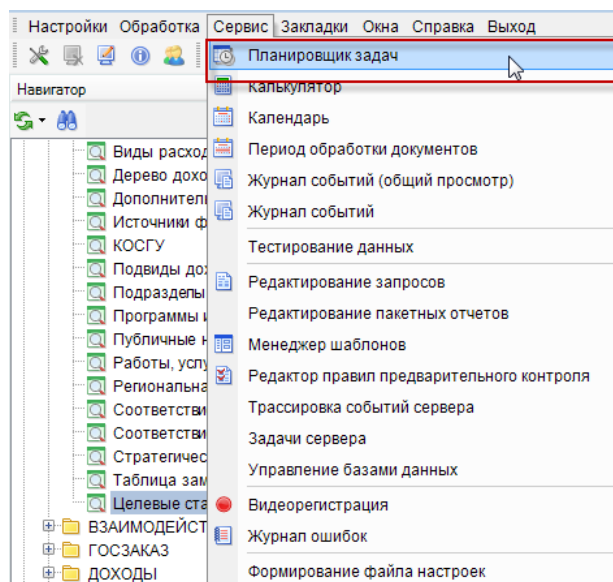 Настройки Обработка Сервис Закладки Окна Справка Выход
Навигатор
Виды расход
Дерево дохо
Дополнител
Источники ф
КОСГУ
Подвиды до
Подразделы
Программы и
Публичные н
Работы, услу
Региональна
Соответстви
Соответстви
Стратегичес
Таблица зам
Целевые ста
ВЗАИМОДЕЙСТ
ГОСЗАКАЗ
ДОХОДЫ
Планировщик задач
Калькулятор
Календарь
Период обработки документов
Журнал событий (общий просмотр)
Журнал событий
Тестирование данных
Редактирование запросов
Редактирование пакетных отчетов
Менеджер шаблонов
Редактор правил предварительного контроля
Трассировка событий сервера
Задачи сервера
Управление базами данных
Видеорегистрация
Журнал ошибок
Формирование файла настроек